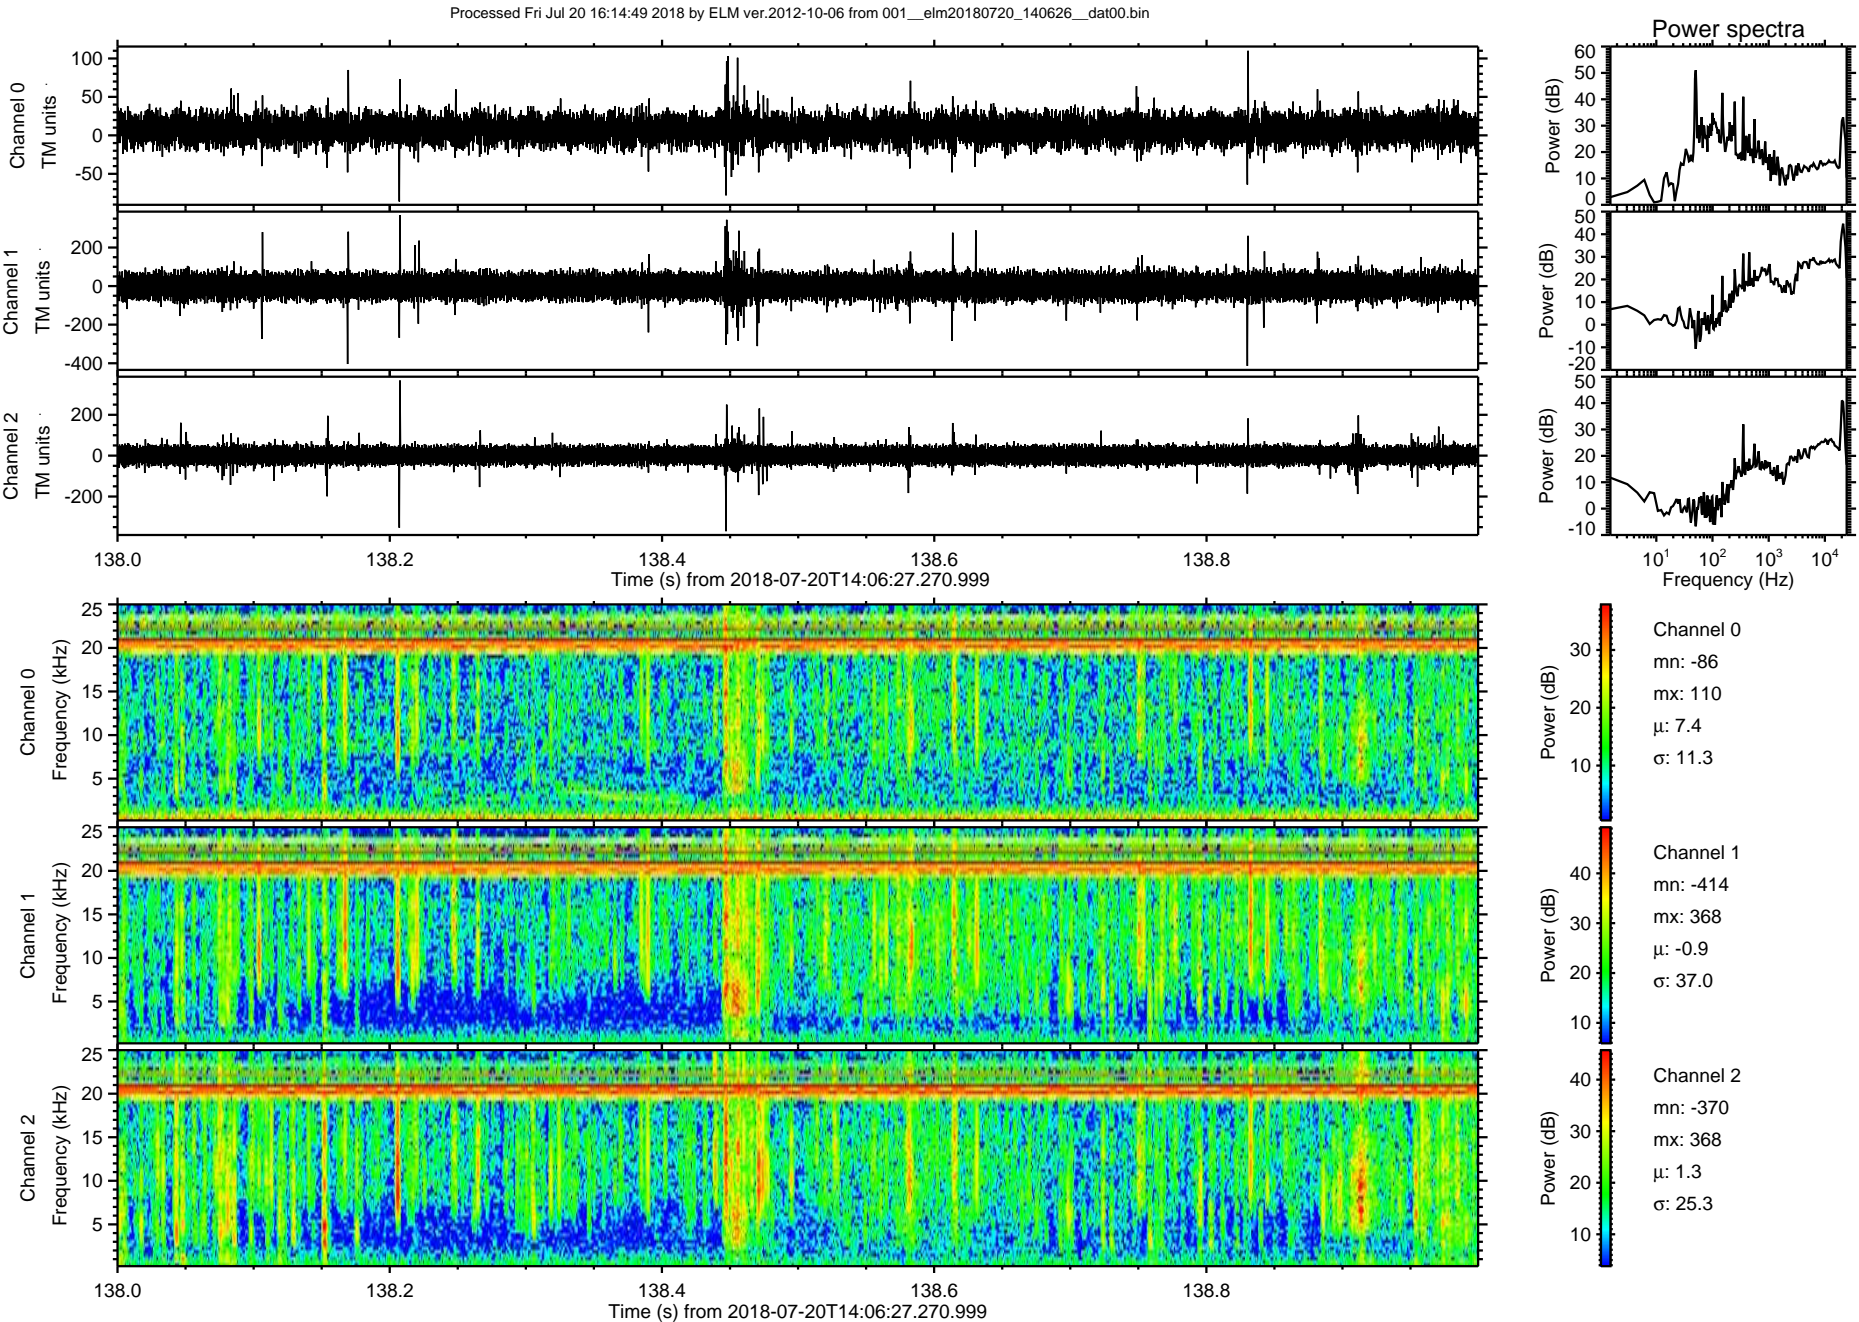 Processed Fri Jul 20 16:14:49 2018 by ELM ver.2012-10-06 from 001__elm20180720_140626__dat00.bin
Power spectra
Channel 0
TM units
100
50
0
-50
Power (dB)
60
50
40
30
20
10
0
Channel 1
TM units
200
0
-200
-400
Power (dB)
50
40
30
20
10
0
-10
-20
Channel 2
TM units
200
0
-200
Power (dB)
50
40
30
20
10
0
-10
138.0 138.2 138.4 138.6 138.8
Time (s) from 2018-07-20T14:06:27.270.999
10^1 10^2 10^3 10^4
Frequency (Hz)
Channel 0
Frequency (kHz)
25
20
15
10
5
Power (dB)
30
20
10
Channel 0
mn: -86
mx: 110
μ: 7.4
σ: 11.3
Channel 1
Frequency (kHz)
25
20
15
10
5
Power (dB)
40
30
20
10
Channel 1
mn: -414
mx: 368
μ: -0.9
σ: 37.0
Channel 2
Frequency (kHz)
25
20
15
10
5
Power (dB)
40
30
20
10
Channel 2
mn: -370
mx: 368
μ: 1.3
σ: 25.3
138.0 138.2 138.4 138.6 138.8
Time (s) from 2018-07-20T14:06:27.270.999